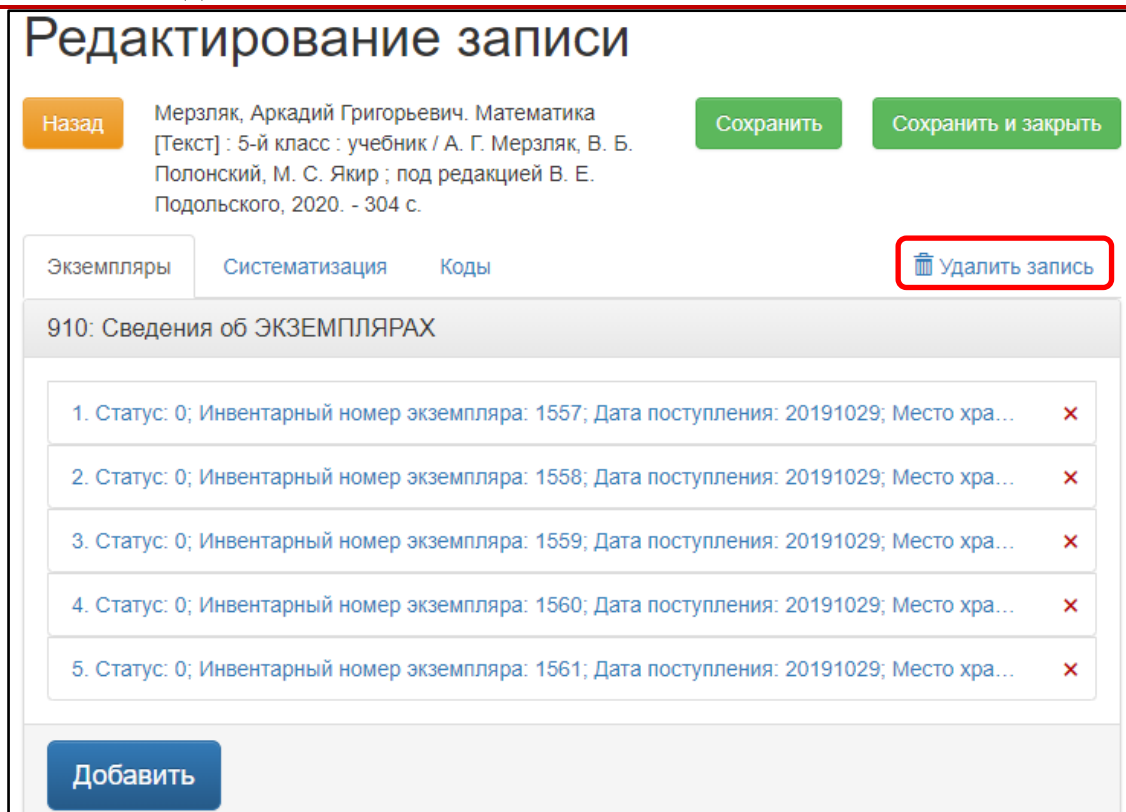 Редактирование записи
Назад
Мерзляк, Аркадий Григорьевич. Математика
[Текст] : 5-й класс : учебник / А. Г. Мерзляк, В. Б.
Полонский, М. С. Якир ; под редакцией В. Е.
Подольского, 2020. - 304 с.
Сохранить
Сохранить и закрыть
Экземпляры
Систематизация
Коды
Удалить запись
910: Сведения об ЭКЗЕМПЛЯРАХ
1. Статус: 0; Инвентарный номер экземпляра: 1557; Дата поступления: 20191029; Место хра... ×
2. Статус: 0; Инвентарный номер экземпляра: 1558; Дата поступления: 20191029; Место хра... ×
3. Статус: 0; Инвентарный номер экземпляра: 1559; Дата поступления: 20191029; Место хра... ×
4. Статус: 0; Инвентарный номер экземпляра: 1560; Дата поступления: 20191029; Место хра... ×
5. Статус: 0; Инвентарный номер экземпляра: 1561; Дата поступления: 20191029; Место хра... ×
Добавить